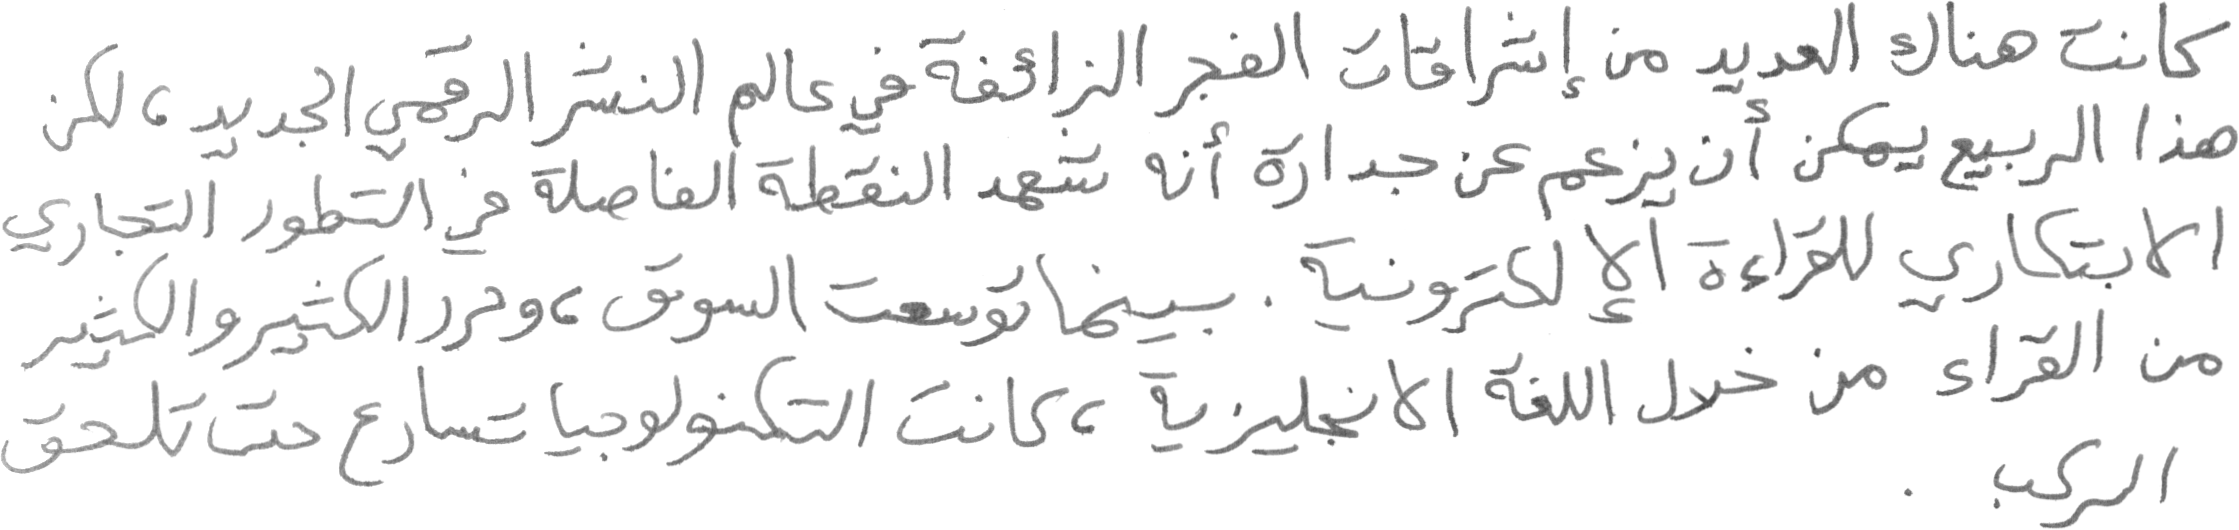 كانت هناك العديد من إشراقات الفجر الزائفة في عالم النشر الرقمي الجديد، لكن
هذا الربيع يمكن أن يزعم عن جدارة أنه شهد النقطة الفاصلة في التطور التجاري
الابتكاري للقراءة الإلكترونية. بينما توسعت السوق، وحرر الكثير والكثير
من القراء من خلال اللغة الانجليزية، كانت التكنولوجيا تسارع حتى تلحق
الركب.